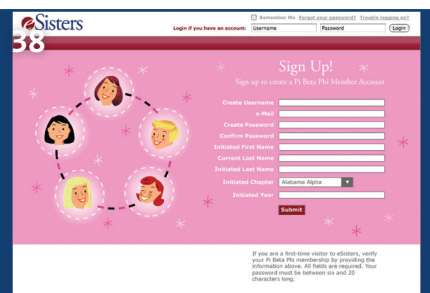 eSisters
38
Remember Me Forgot your password? Trouble logging on?
Login if you have an account: Username Password Login
Sign Up!
Sign up to create a Pi Beta Phi Member Account
Create Username
e-Mail
Create Password
Confirm Password
Initiated First Name
Current Last Name
Initiated Last Name
Initiated Chapter Alabama Alpha
Initiated Year
Submit
If you are a first-time visitor to eSisters, verify
your Pi Beta Phi membership by providing the
information above. All fields are required. Your
password must be between six and 20
characters long.